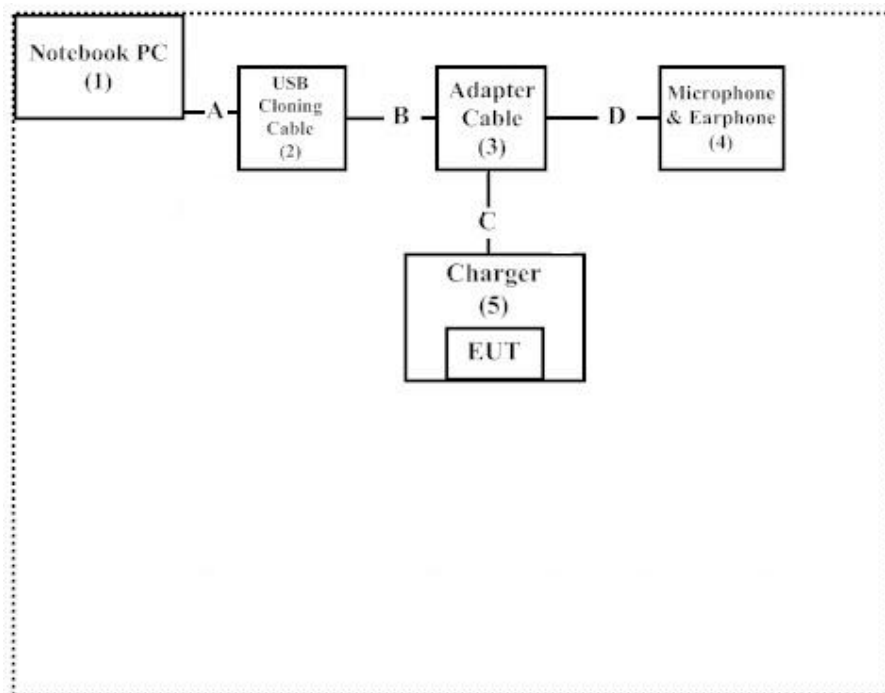 Notebook PC
(1)
A
USB
Cloning
Cable
(2)
B
Adapter
Cable
(3)
D
Microphone
& Earphone
(4)
C
Charger
(5)
EUT